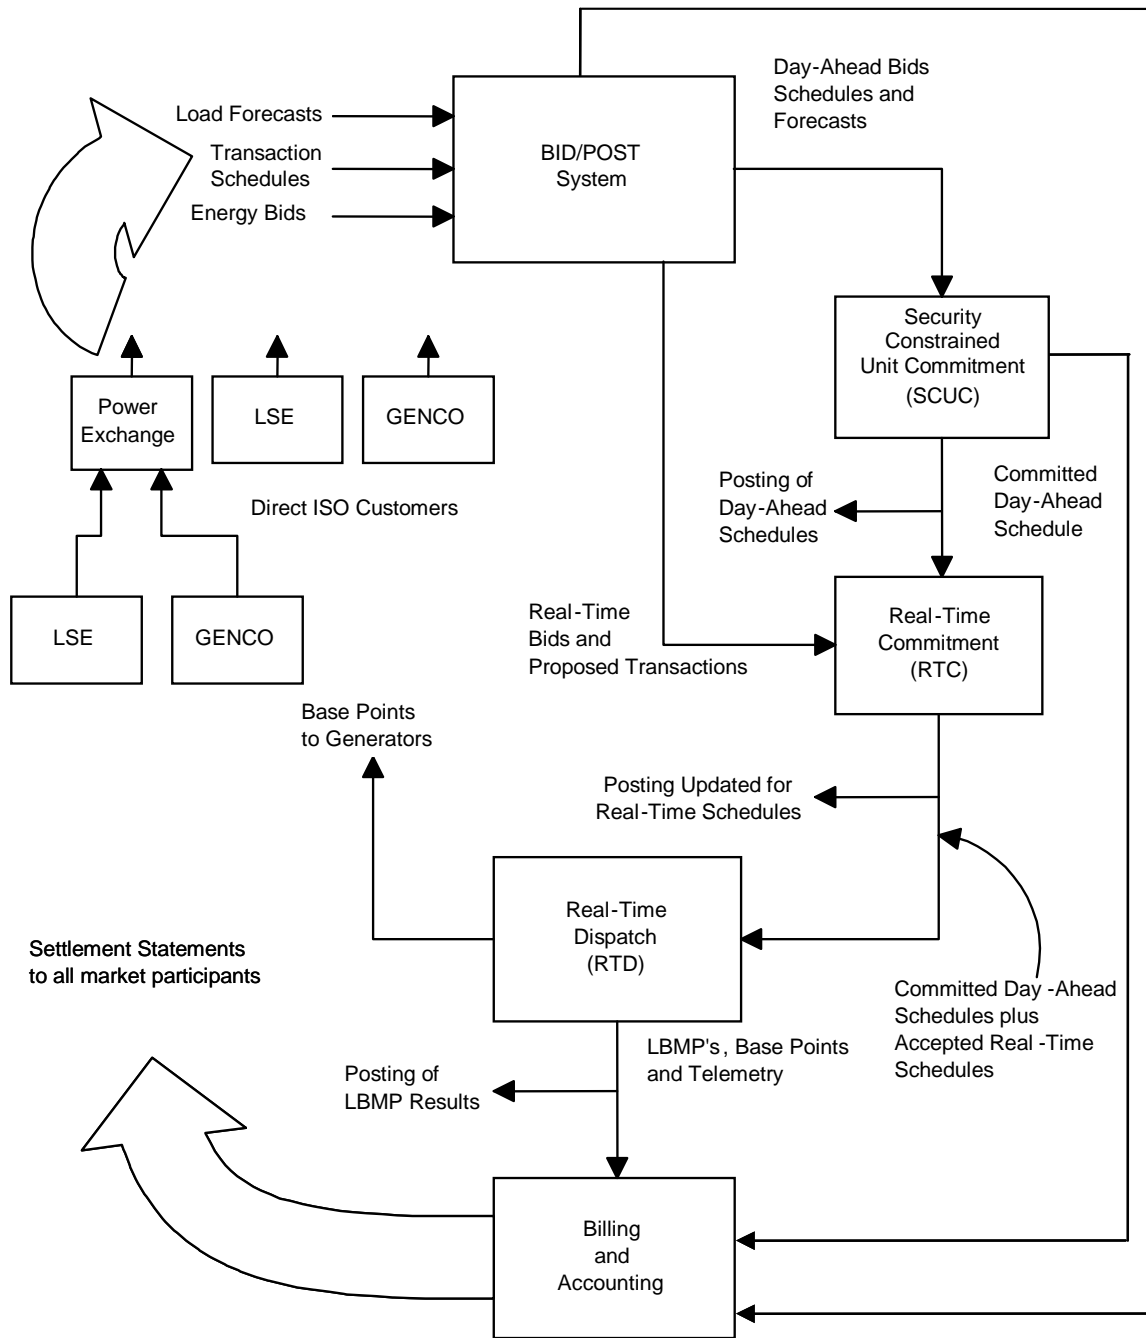 Day-Ahead Bids
Schedules and
Forecasts
Load Forecasts
Transaction
Schedules
Energy Bids
BID/POST
System
Security
Constrained
Unit Commitment
(SCUC)
Power
Exchange
LSE
GENCO
Direct ISO Customers
LSE
GENCO
Posting of
Day-Ahead
Schedules
Committed
Day-Ahead
Schedule
Real-Time
Bids and
Proposed Transactions
Real-Time
Commitment
(RTC)
Base Points
to Generators
Posting Updated for
Real-Time Schedules
Real-Time
Dispatch
(RTD)
Settlement Statements
to all market participants
Committed Day -Ahead
Schedules plus
Accepted Real -Time
Schedules
LBMP's, Base Points
and Telemetry
Posting of
LBMP Results
Billing
and
Accounting